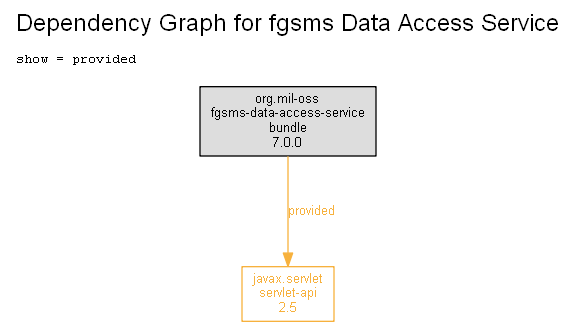 Dependency Graph for fgsms Data Access Service
show = provided
org.mil-oss
fgsms-data-access-service
bundle
7.0.0
provided
javax.servlet
servlet-api
2.5